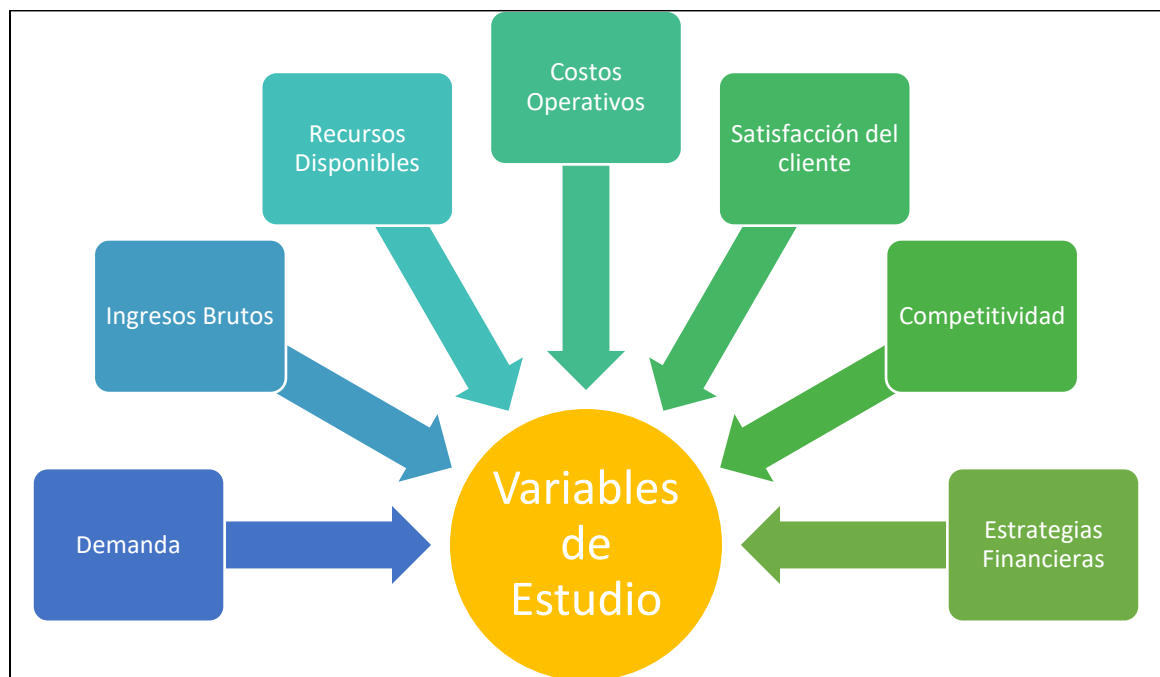 Costos
Operativos
Recursos
Disponibles
Satisfacción del
cliente
Ingresos Brutos
Competitividad
Demanda
Variables
de
Estudio
Estrategias
Financieras